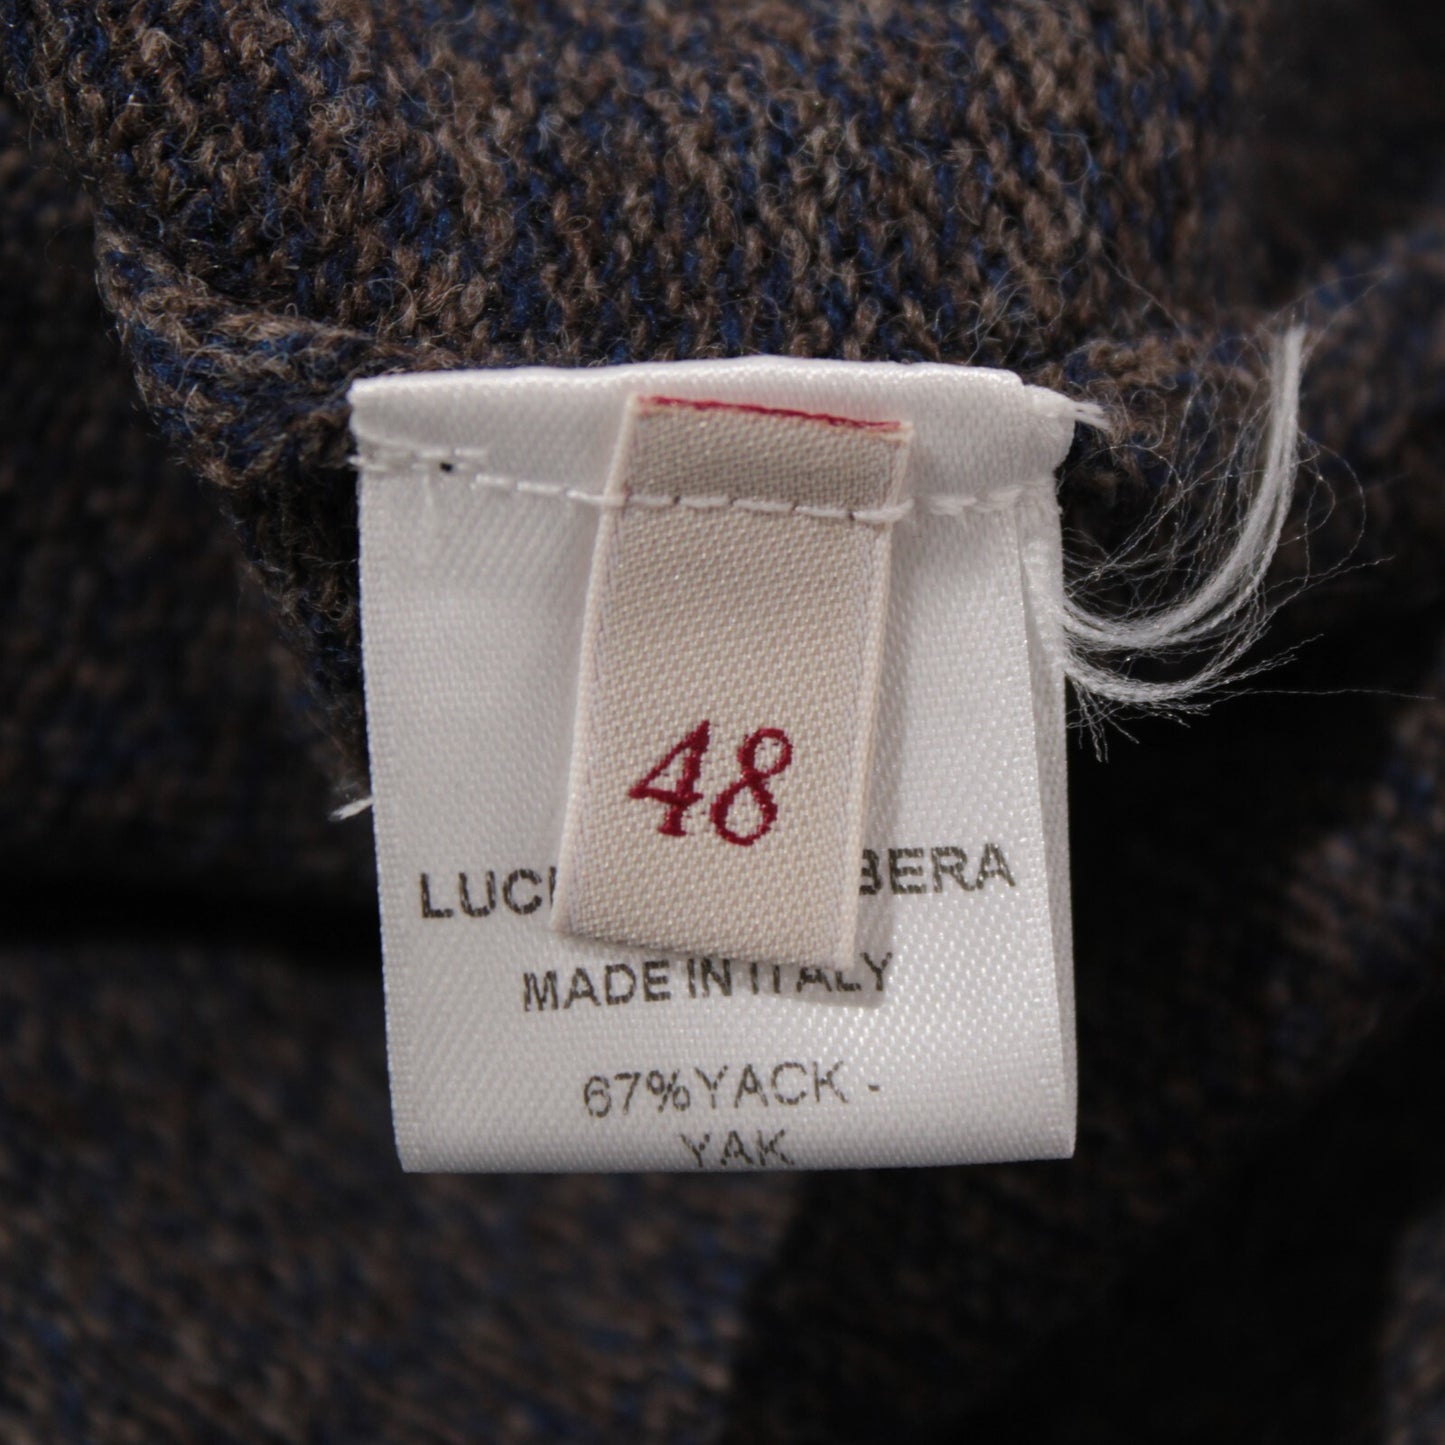 48
MADE IN ITALY
67%YACK -
YAK